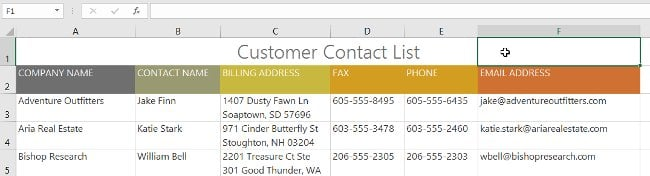 F1
fx
A B C D E F
1 Customer Contact List
2 COMPANY NAME CONTACT NAME BILLING ADDRESS FAX PHONE EMAIL ADDRESS
Adventure Outfitters Jake Finn 1407 Dusty Fawn Ln 605-555-8495 605-555-6435 jake@adventureoutfitters.com
3 Soaptown, SD 57696
Aria Real Estate Katie Stark 971 Cinder Butterfly St 603-555-3478 603-555-2460 katie.stark@ariarealestate.com
4 Stoughton, NH 03204
Bishop Research William Bell 2201 Treasure Ct Ste 206-555-2305 206-555-2303 wbell@bishopresearch.com
5 301 Good Thunder, WA